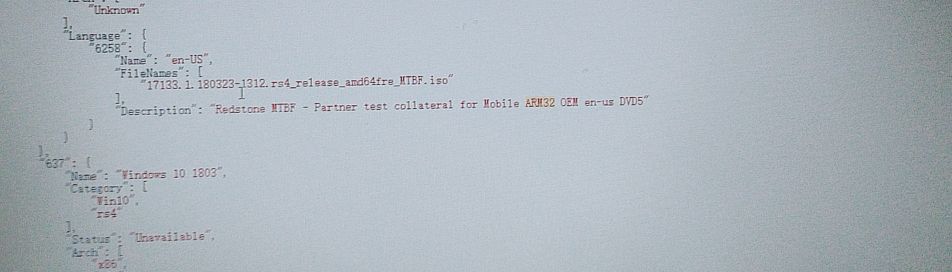 "Unknown"
],
"Language": {
"6258": {
"Name": "en-US",
"FileNames": [
"17133.1.180323-1312.rs4_release_amd64fre_MTBF.iso"
],
"Description": "Redstone MTBF - Partner test collateral for Mobile ARM32 OEM en-us DVD5"
}
}
},
"637": {
"Name": "Windows 10 1803",
"Category": [
"Win10",
"rs4"
],
"Status": "Unavailable",
"Arch": [
"x86",